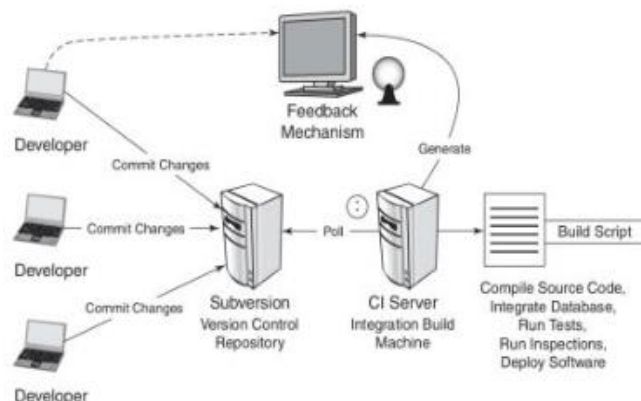 Feedback
Mechanism
Developer
Commit Changes
Generate
Commit Changes
Poll
Build Script
Developer
Commit Changes
Subversion
Version Control
Repository
CI Server
Integration Build
Machine
Compile Source Code,
Integrate Database,
Run Tests,
Run Inspections,
Deploy Software
Developer